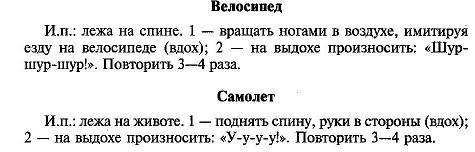 Велосипед
И.п.: лежа на спине. 1 — вращать ногами в воздухе, имитируя
езду на велосипеде (вдох); 2 — на выдохе произносить: «Шур-
шур-шур!». Повторить 3—4 раза.
Самолет
И.п.: лежа на животе. 1 — поднять спину, руки в стороны (вдох);
2 — на выдохе произносить: «У-у-у-у!». Повторить 3—4 раза.